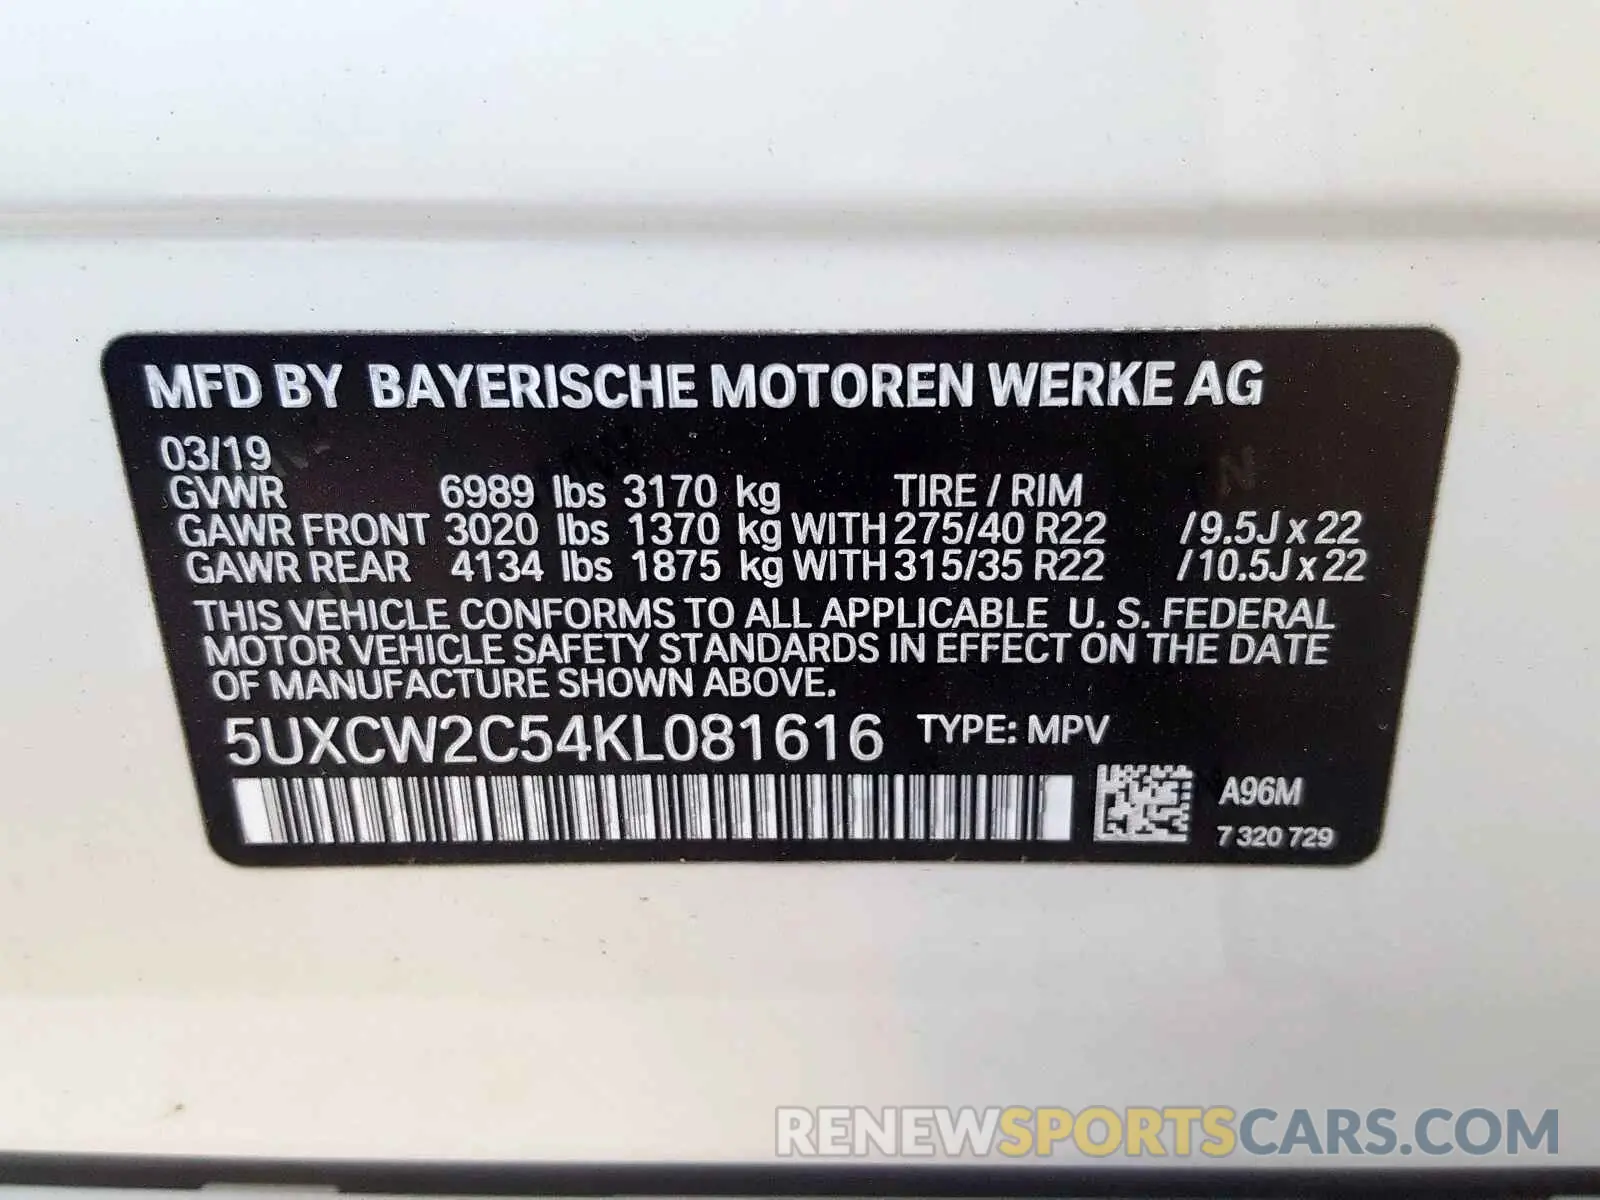 MFD BY BAYERISCHE MOTOREN WERKE AG
03/19
GVWR 6989 lbs 3170 kg TIRE / RIM
GAWR FRONT 3020 lbs 1370 kg WITH 275/40 R22 /9.5J x 22
GAWR REAR 4134 lbs 1875 kg WITH 315/35 R22 /10.5J x 22
THIS VEHICLE CONFORMS TO ALL APPLICABLE U. S. FEDERAL
MOTOR VEHICLE SAFETY STANDARDS IN EFFECT ON THE DATE
OF MANUFACTURE SHOWN ABOVE.
5UXCW2C54KL081616 TYPE: MPV
A96M
7 320 729
RENEWSPORTSCARS.COM